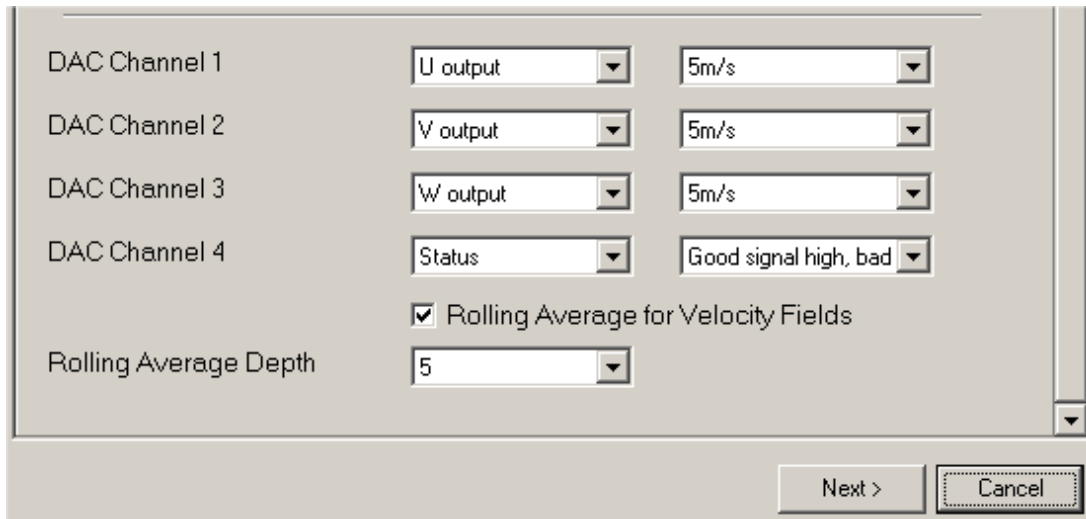 DAC Channel 1 U output 5m/s
DAC Channel 2 V output 5m/s
DAC Channel 3 W output 5m/s
DAC Channel 4 Status Good signal high, bad
Rolling Average for Velocity Fields
Rolling Average Depth 5
Next > Cancel